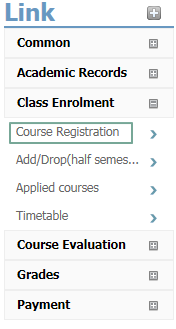 Link
Common
Academic Records
Class Enrolment
Course Registration
Add/Drop(half semes...
Applied courses
Timetable
Course Evaluation
Grades
Payment